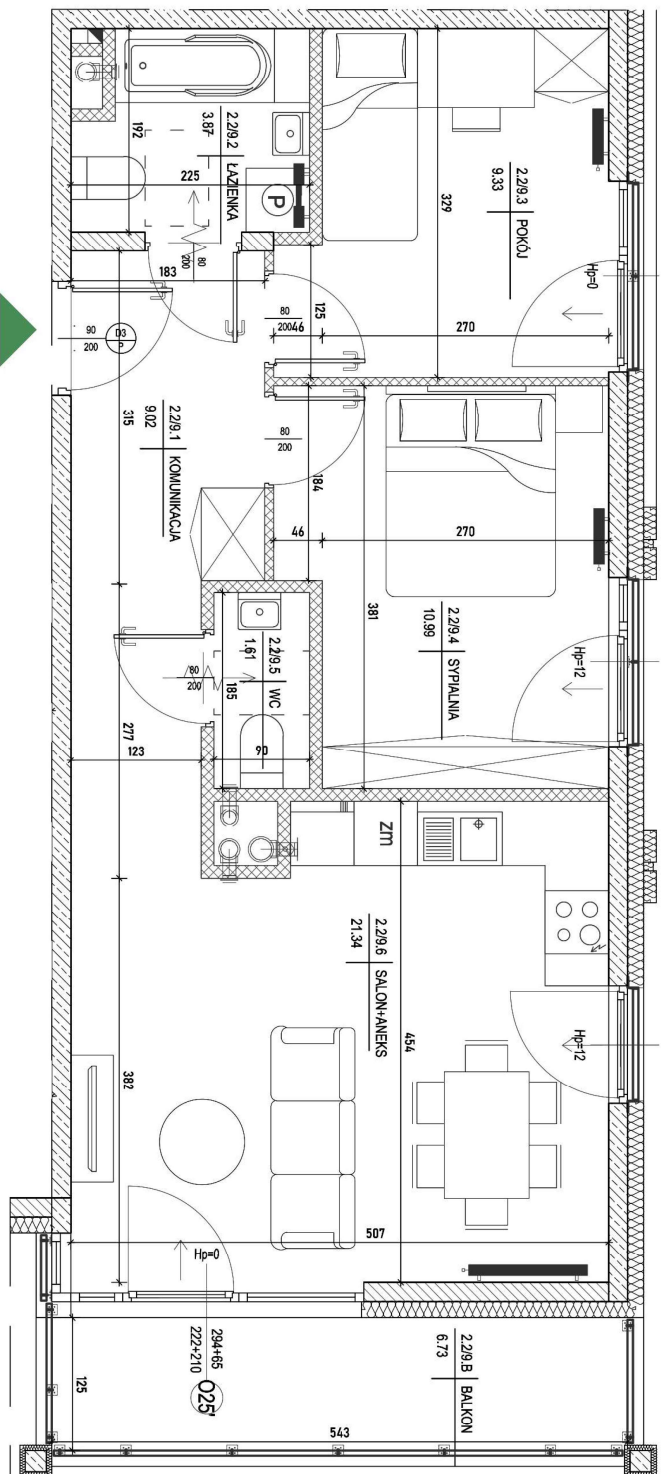 2.2/9.2 ŁAZIENKA
3.87
192
225
P
2.2/9.3 POKÓJ
9.33
329
Hp=0
270
46
125
80
200
183
80
200
90
200
D3
P
315
2.2/9.1 KOMUNIKACJA
9.02
80
200
184
46
270
381
2.2/9.4 SYPIALNIA
10.99
Hp=12
2.2/9.5 WC
1.61
185
90
80
200
277
123
zm
2.2/9.6 SALON+ANEKS
21.34
454
Hp=12
382
507
Hp=0
294+65
222+210
O25'
2.2/9.B BALKON
6.73
125
543